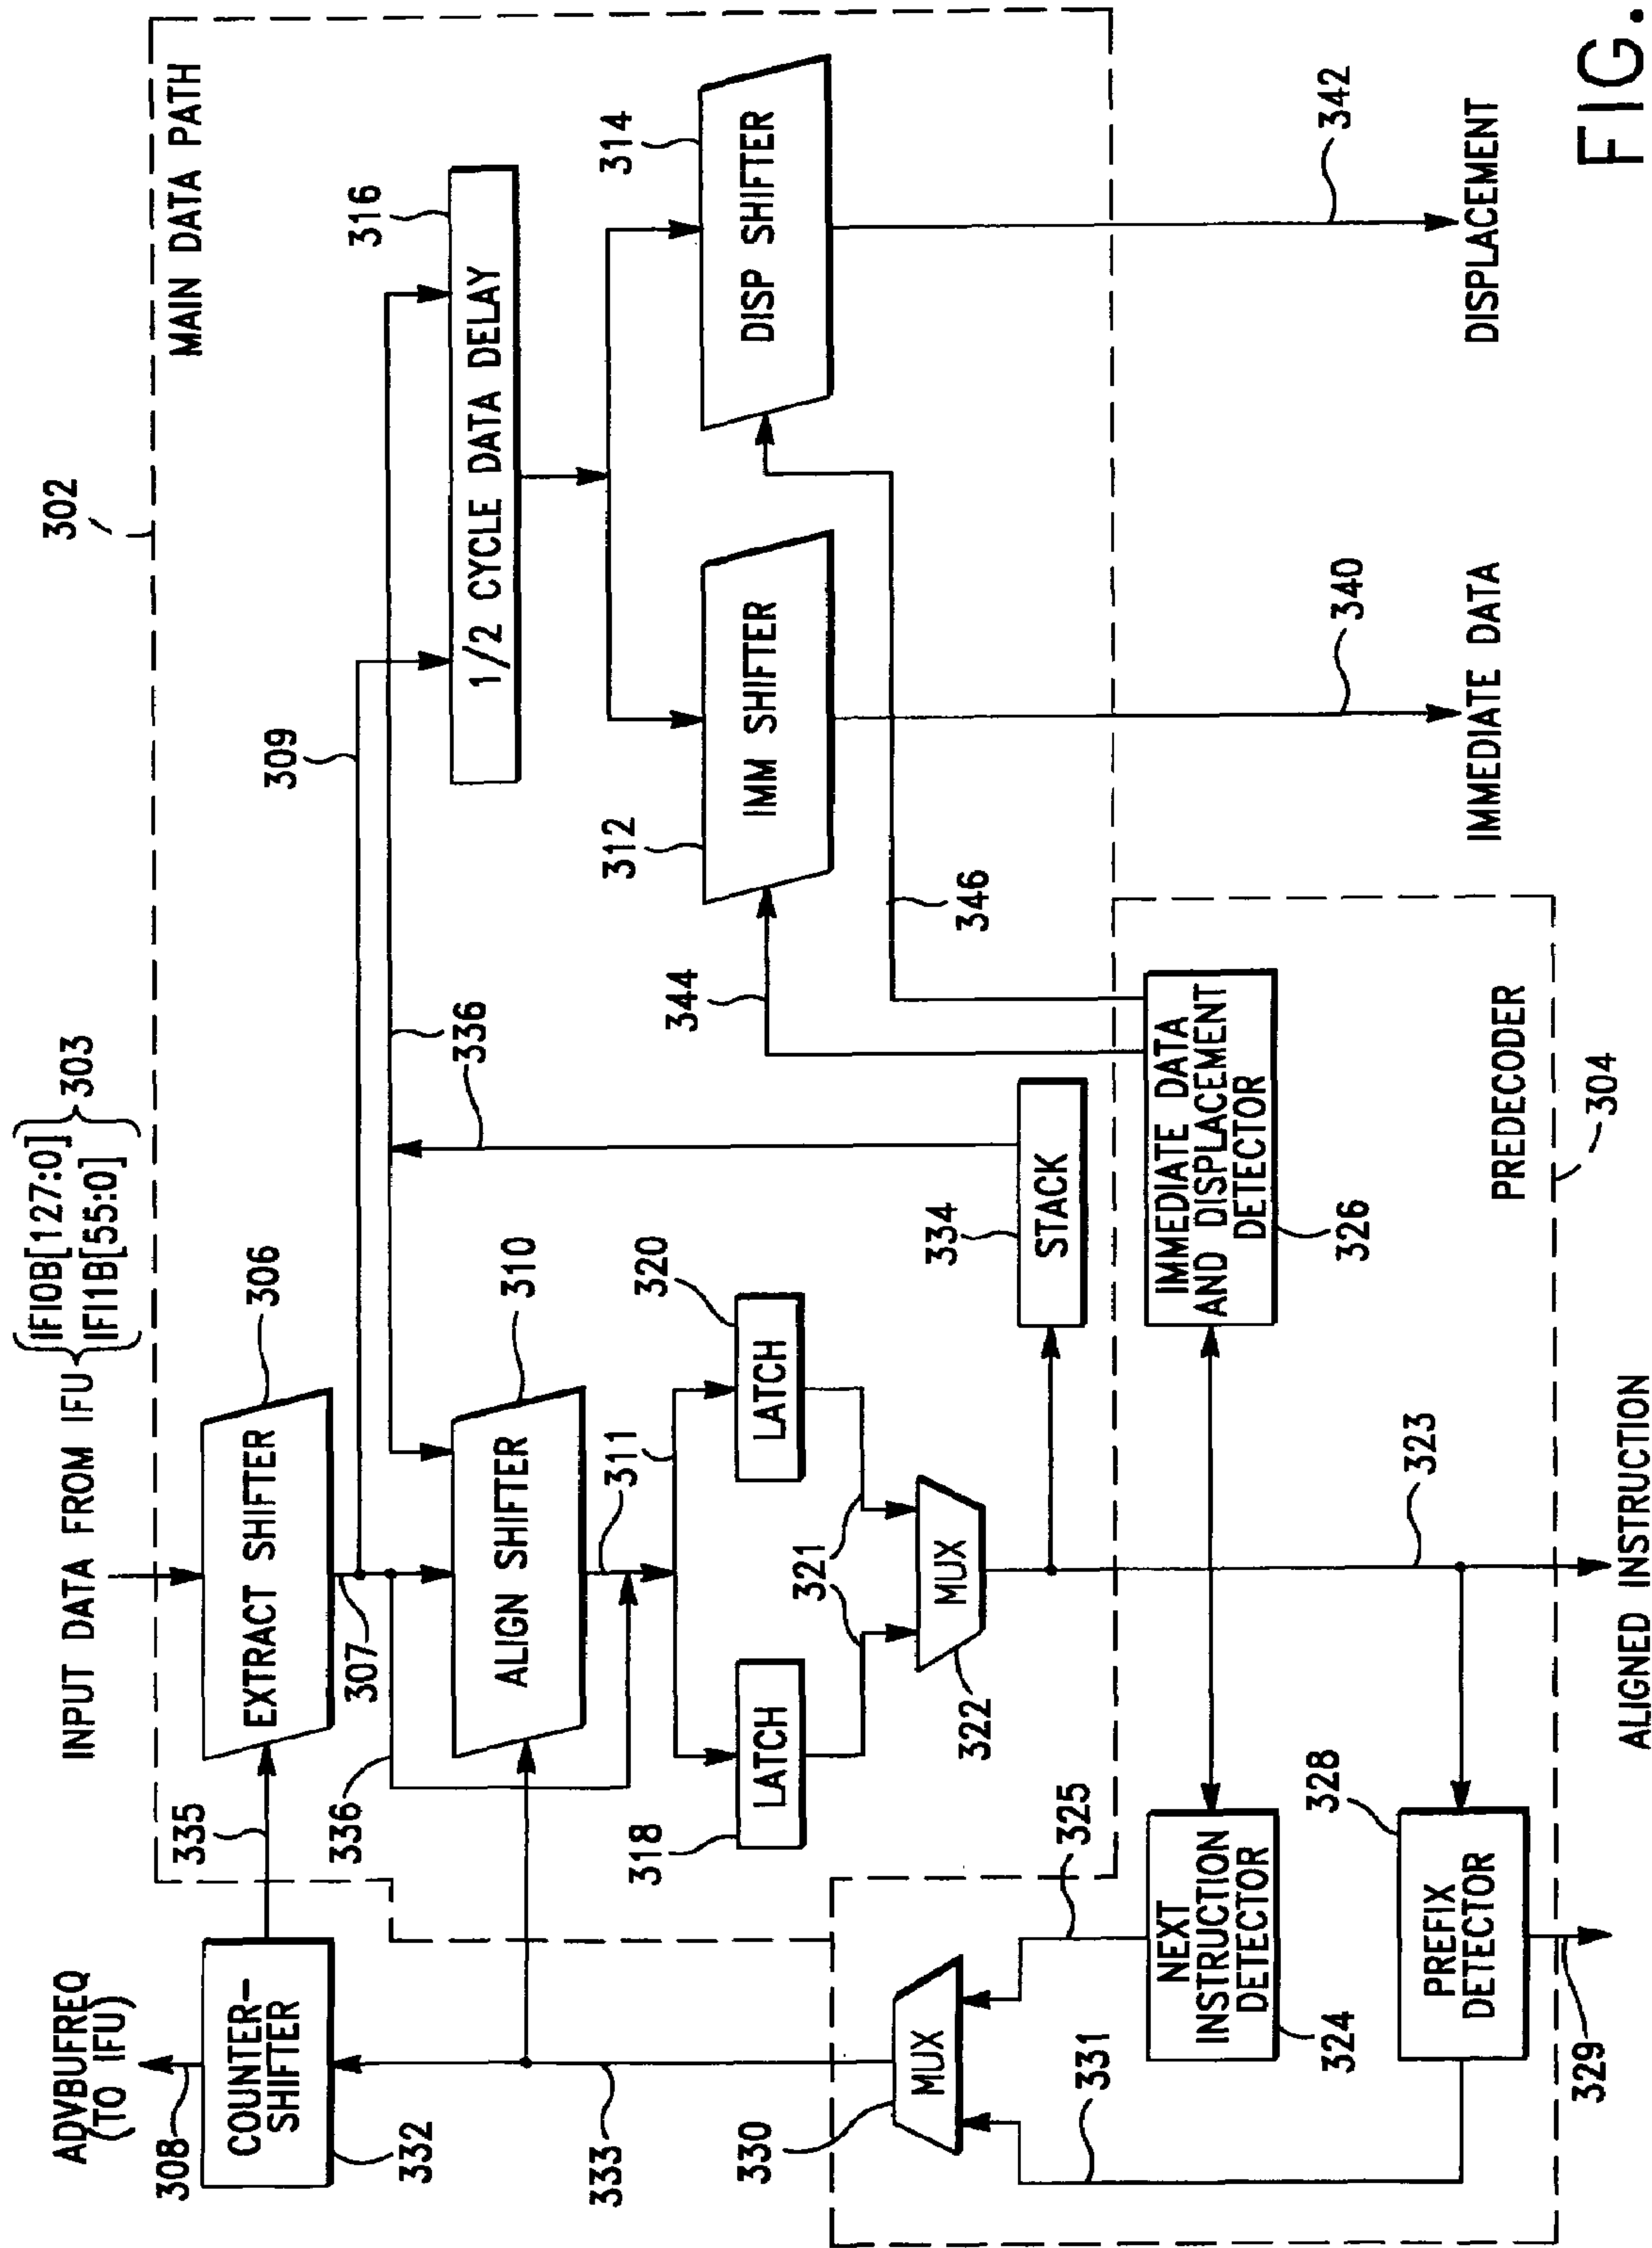 INPUT DATA FROM IFU {IFI0B[127:0]
IFI1B[55:0]} 303
302
MAIN DATA PATH
ADVBUFREQ
(TO IFU)
308
COUNTER-
SHIFTER
332
335
EXTRACT SHIFTER
306
307
309
336
336
316
1/2 CYCLE DATA DELAY
ALIGN SHIFTER
310
311
333
318
LATCH
320
LATCH
321
MUX
322
312
IMM SHIFTER
314
DISP SHIFTER
344
346
334
STACK
330
MUX
331
325
NEXT
INSTRUCTION
DETECTOR
324
IMMEDIATE DATA
AND DISPLACEMENT
DETECTOR
326
328
PREFIX
DETECTOR
329
323
PREDECODER
304
340
342
ALIGNED INSTRUCTION
IMMEDIATE DATA
DISPLACEMENT
FIG.